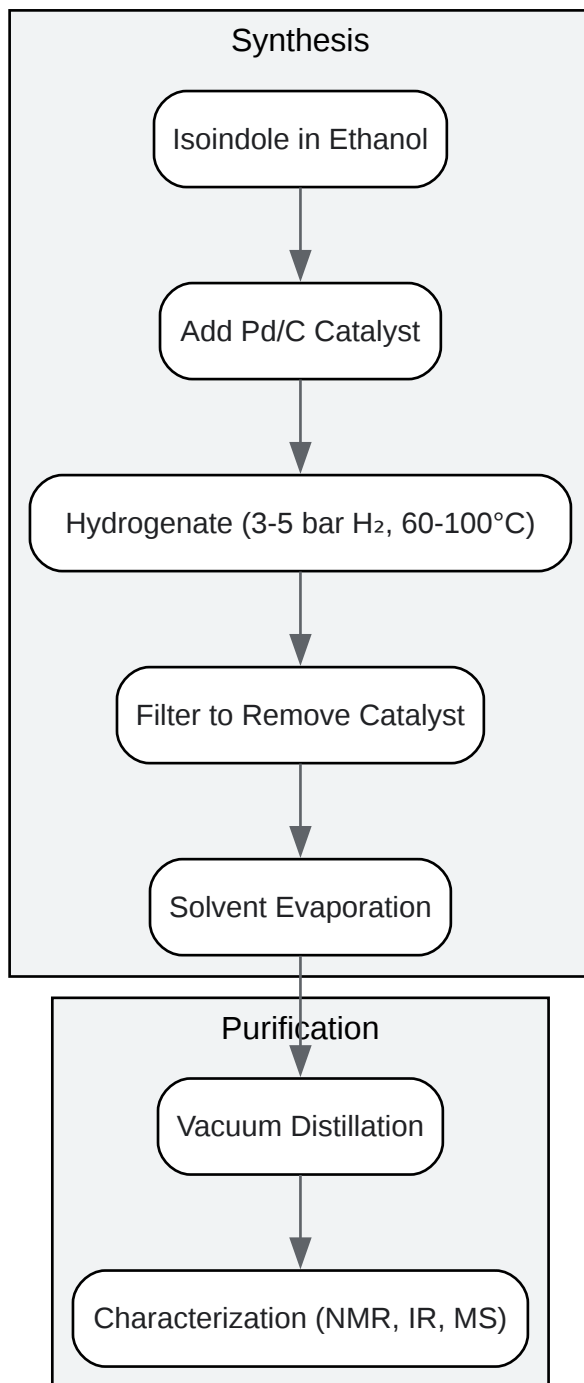 Synthesis
Isoindole in Ethanol
Add Pd/C Catalyst
Hydrogenate (3-5 bar H₂, 60-100°C)
Filter to Remove Catalyst
Solvent Evaporation
Purification
Vacuum Distillation
Characterization (NMR, IR, MS)